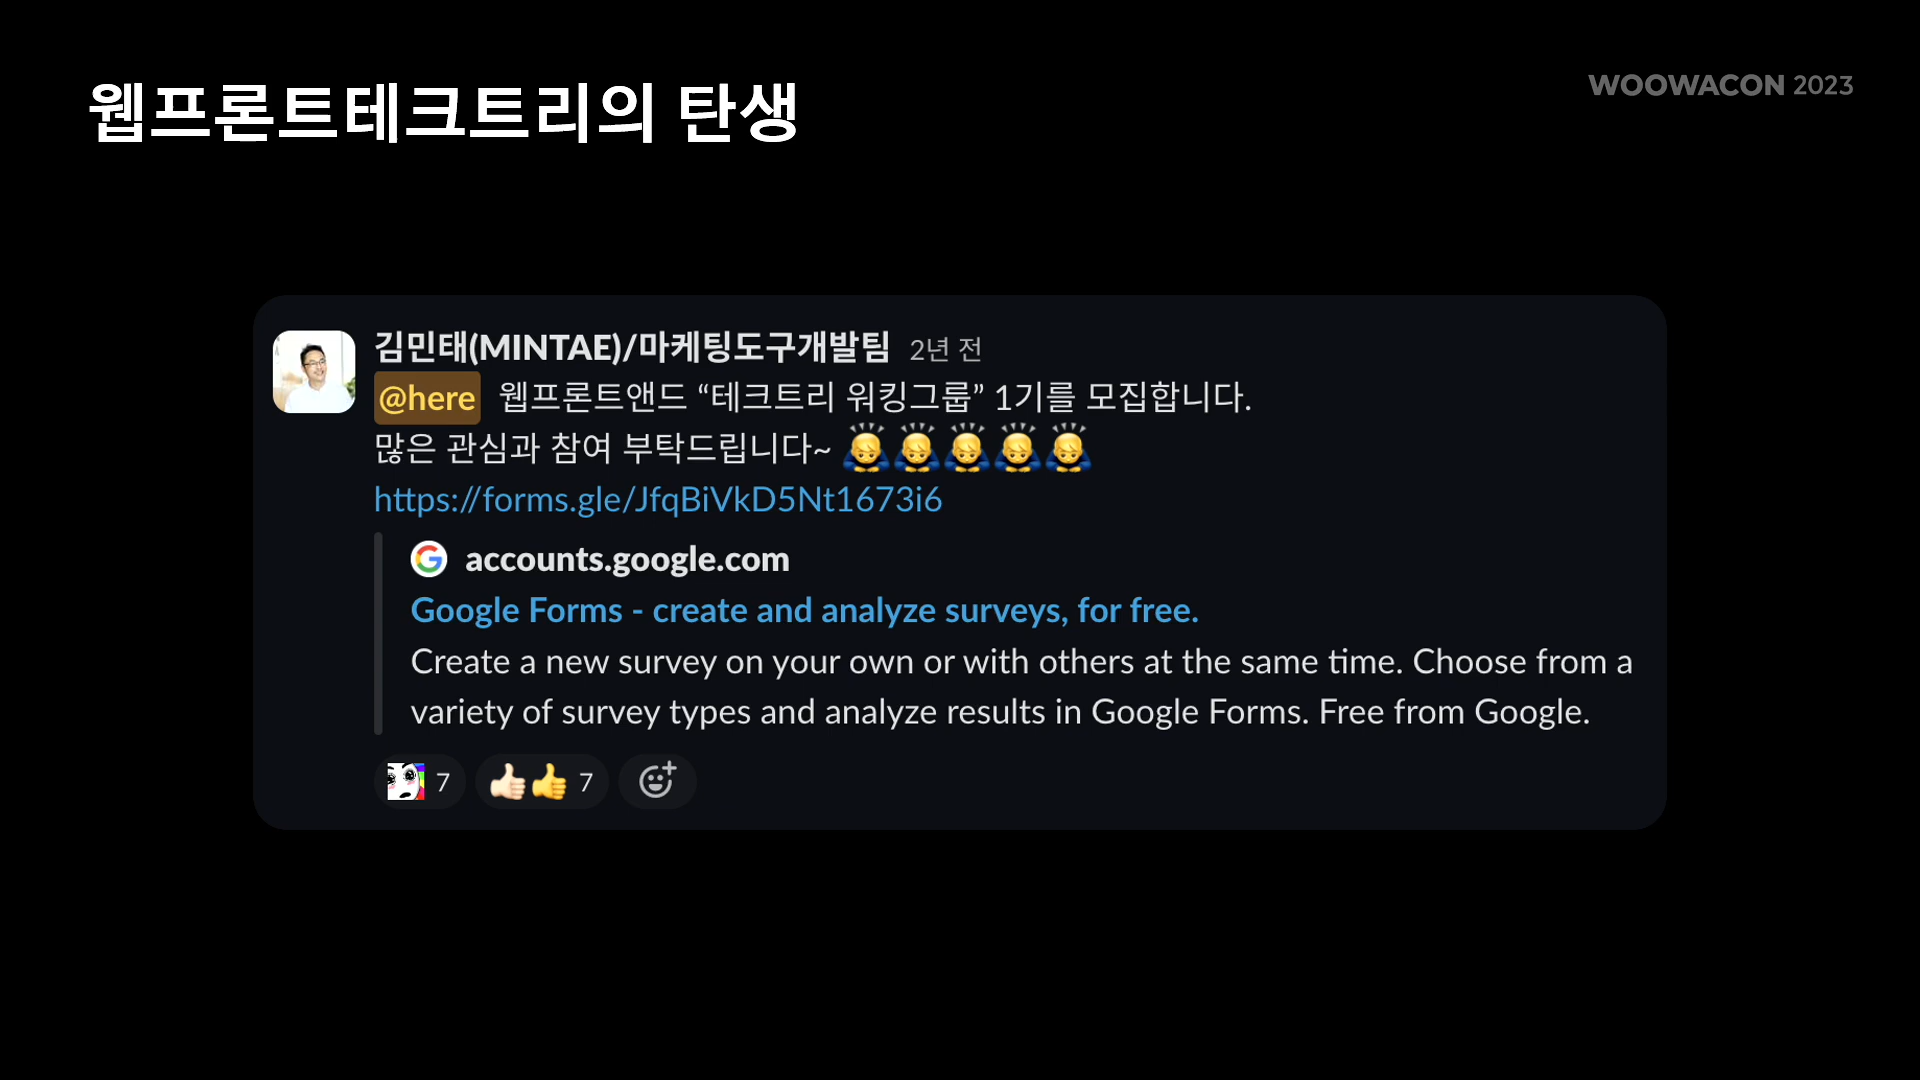 웹프론트테크트리의 탄생
WOOWACON 2023
김민태(MINTAE)/마케팅도구개발팀 2년 전
@here 웹프론트앤드 “테크트리 워킹그룹” 1기를 모집합니다.
많은 관심과 참여 부탁드립니다~ 🙇🙇🙇🙇🙇
https://forms.gle/JfqBiVkD5Nt1673i6
accounts.google.com
Google Forms - create and analyze surveys, for free.
Create a new survey on your own or with others at the same time. Choose from a
variety of survey types and analyze results in Google Forms. Free from Google.
7 👍🏻👍 7